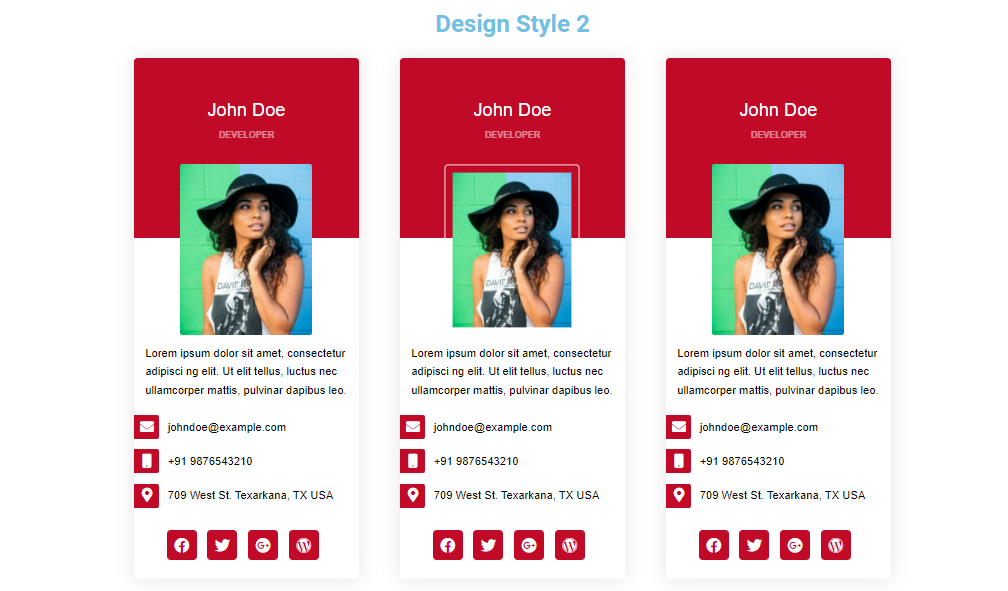 Design Style 2
John Doe
DEVELOPER
DAVID B
Lorem ipsum dolor sit amet, consectetur
adipisci ng elit. Ut elit tellus, luctus nec
ullamcorper mattis, pulvinar dapibus leo.
johndoe@example.com
+91 9876543210
709 West St. Texarkana, TX USA
John Doe
DEVELOPER
DAVID B
Lorem ipsum dolor sit amet, consectetur
adipisci ng elit. Ut elit tellus, luctus nec
ullamcorper mattis, pulvinar dapibus leo.
johndoe@example.com
+91 9876543210
709 West St. Texarkana, TX USA
John Doe
DEVELOPER
DAVID B
Lorem ipsum dolor sit amet, consectetur
adipisci ng elit. Ut elit tellus, luctus nec
ullamcorper mattis, pulvinar dapibus leo.
johndoe@example.com
+91 9876543210
709 West St. Texarkana, TX USA